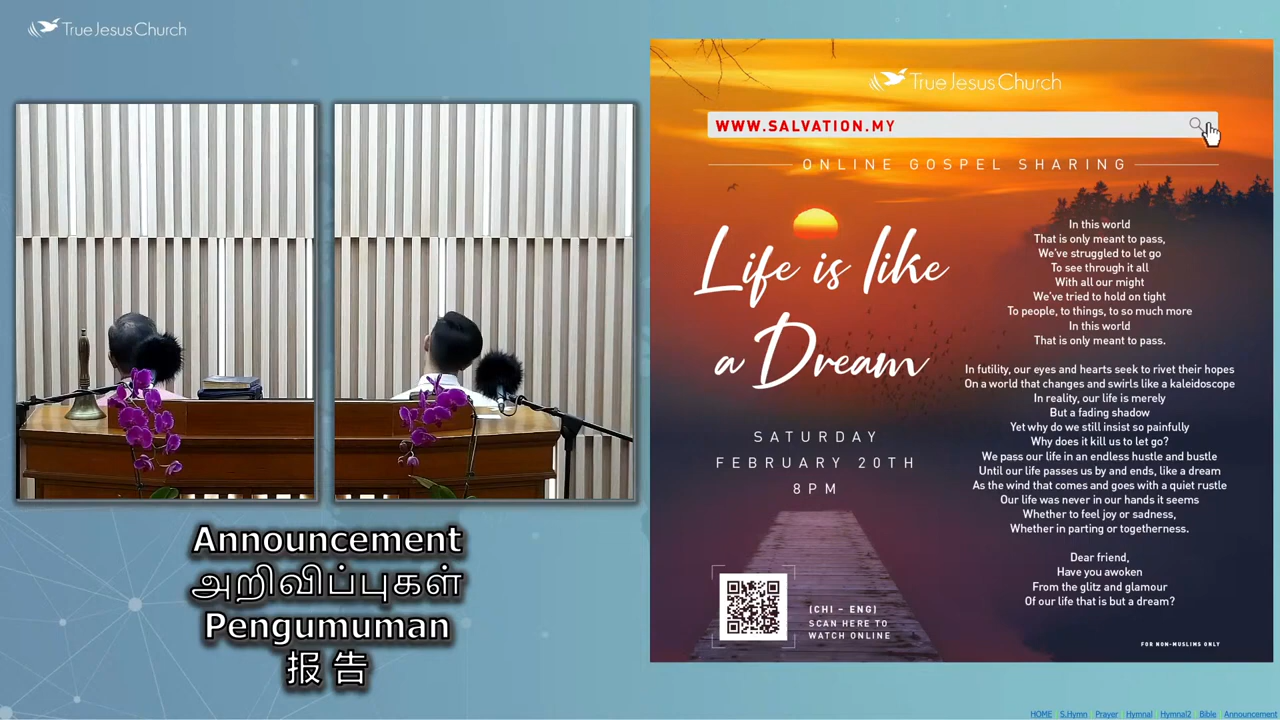 True Jesus Church
Announcement
அறிவிப்புகள்
Pengumuman
报告
True Jesus Church
WWW.SALVATION.MY
ONLINE GOSPEL SHARING
Life is like
a Dream
SATURDAY
FEBRUARY 20TH
8PM
(CHI - ENG)
SCAN HERE TO
WATCH ONLINE
In this world
That is only meant to pass,
We've struggled to let go
To see through it all
With all our might
We've tried to hold on tight
To people, to things, to so much more
In this world
That is only meant to pass.
In futility, our eyes and hearts seek to rivet their hopes
On a world that changes and swirls like a kaleidoscope
In reality, our life is merely
But a fading shadow
Yet why do we still insist so painfully
Why does it kill us to let go?
We pass our life in an endless hustle and bustle
Until our life passes us by and ends, like a dream
As the wind that comes and goes with a quiet rustle
Our life was never in our hands it seems
Whether to feel joy or sadness,
Whether in parting or togetherness.
Dear friend,
Have you awoken
From the glitz and glamour
Of our life that is but a dream?
FOR NON-MUSLIMS ONLY
HOME | S.Hymn | Prayer | Hymnal | Hymnal2 | Bible | Announcement